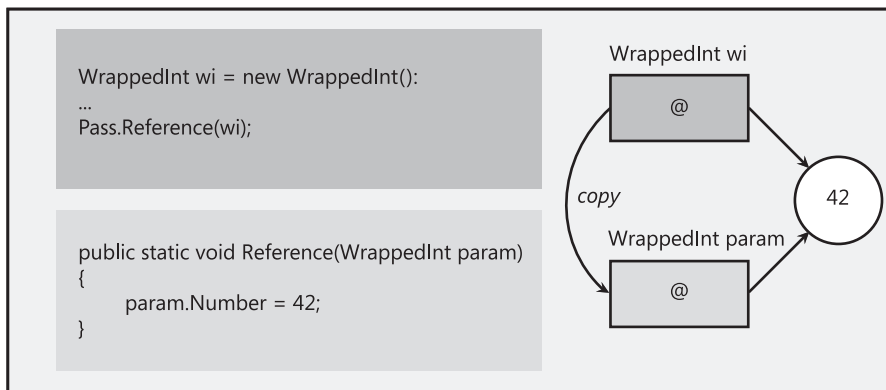 WrappedInt wi = new WrappedInt():
...
Pass.Reference(wi);
public static void Reference(WrappedInt param)
{
param.Number = 42;
}
WrappedInt wi
@
copy
42
WrappedInt param
@